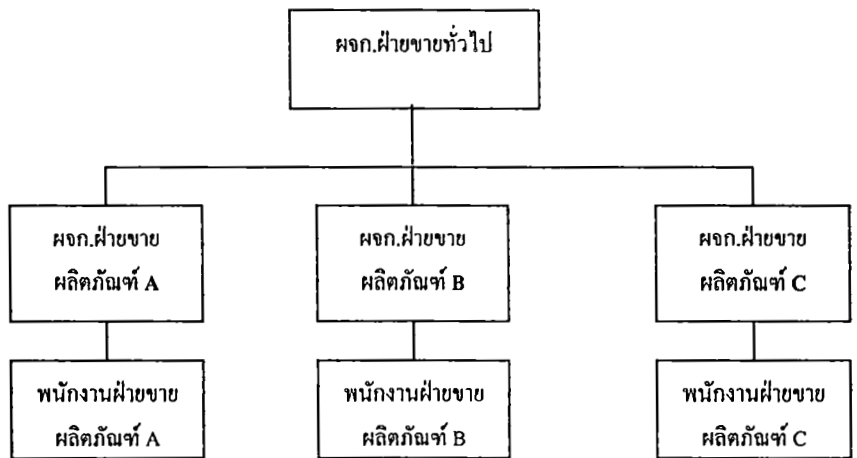 ผจก.ฝ่ายขายทั่วไป
ผจก.ฝ่ายขาย
ผลิตภัณฑ์ A
ผจก.ฝ่ายขาย
ผลิตภัณฑ์ B
ผจก.ฝ่ายขาย
ผลิตภัณฑ์ C
พนักงานฝ่ายขาย
ผลิตภัณฑ์ A
พนักงานฝ่ายขาย
ผลิตภัณฑ์ B
พนักงานฝ่ายขาย
ผลิตภัณฑ์ C